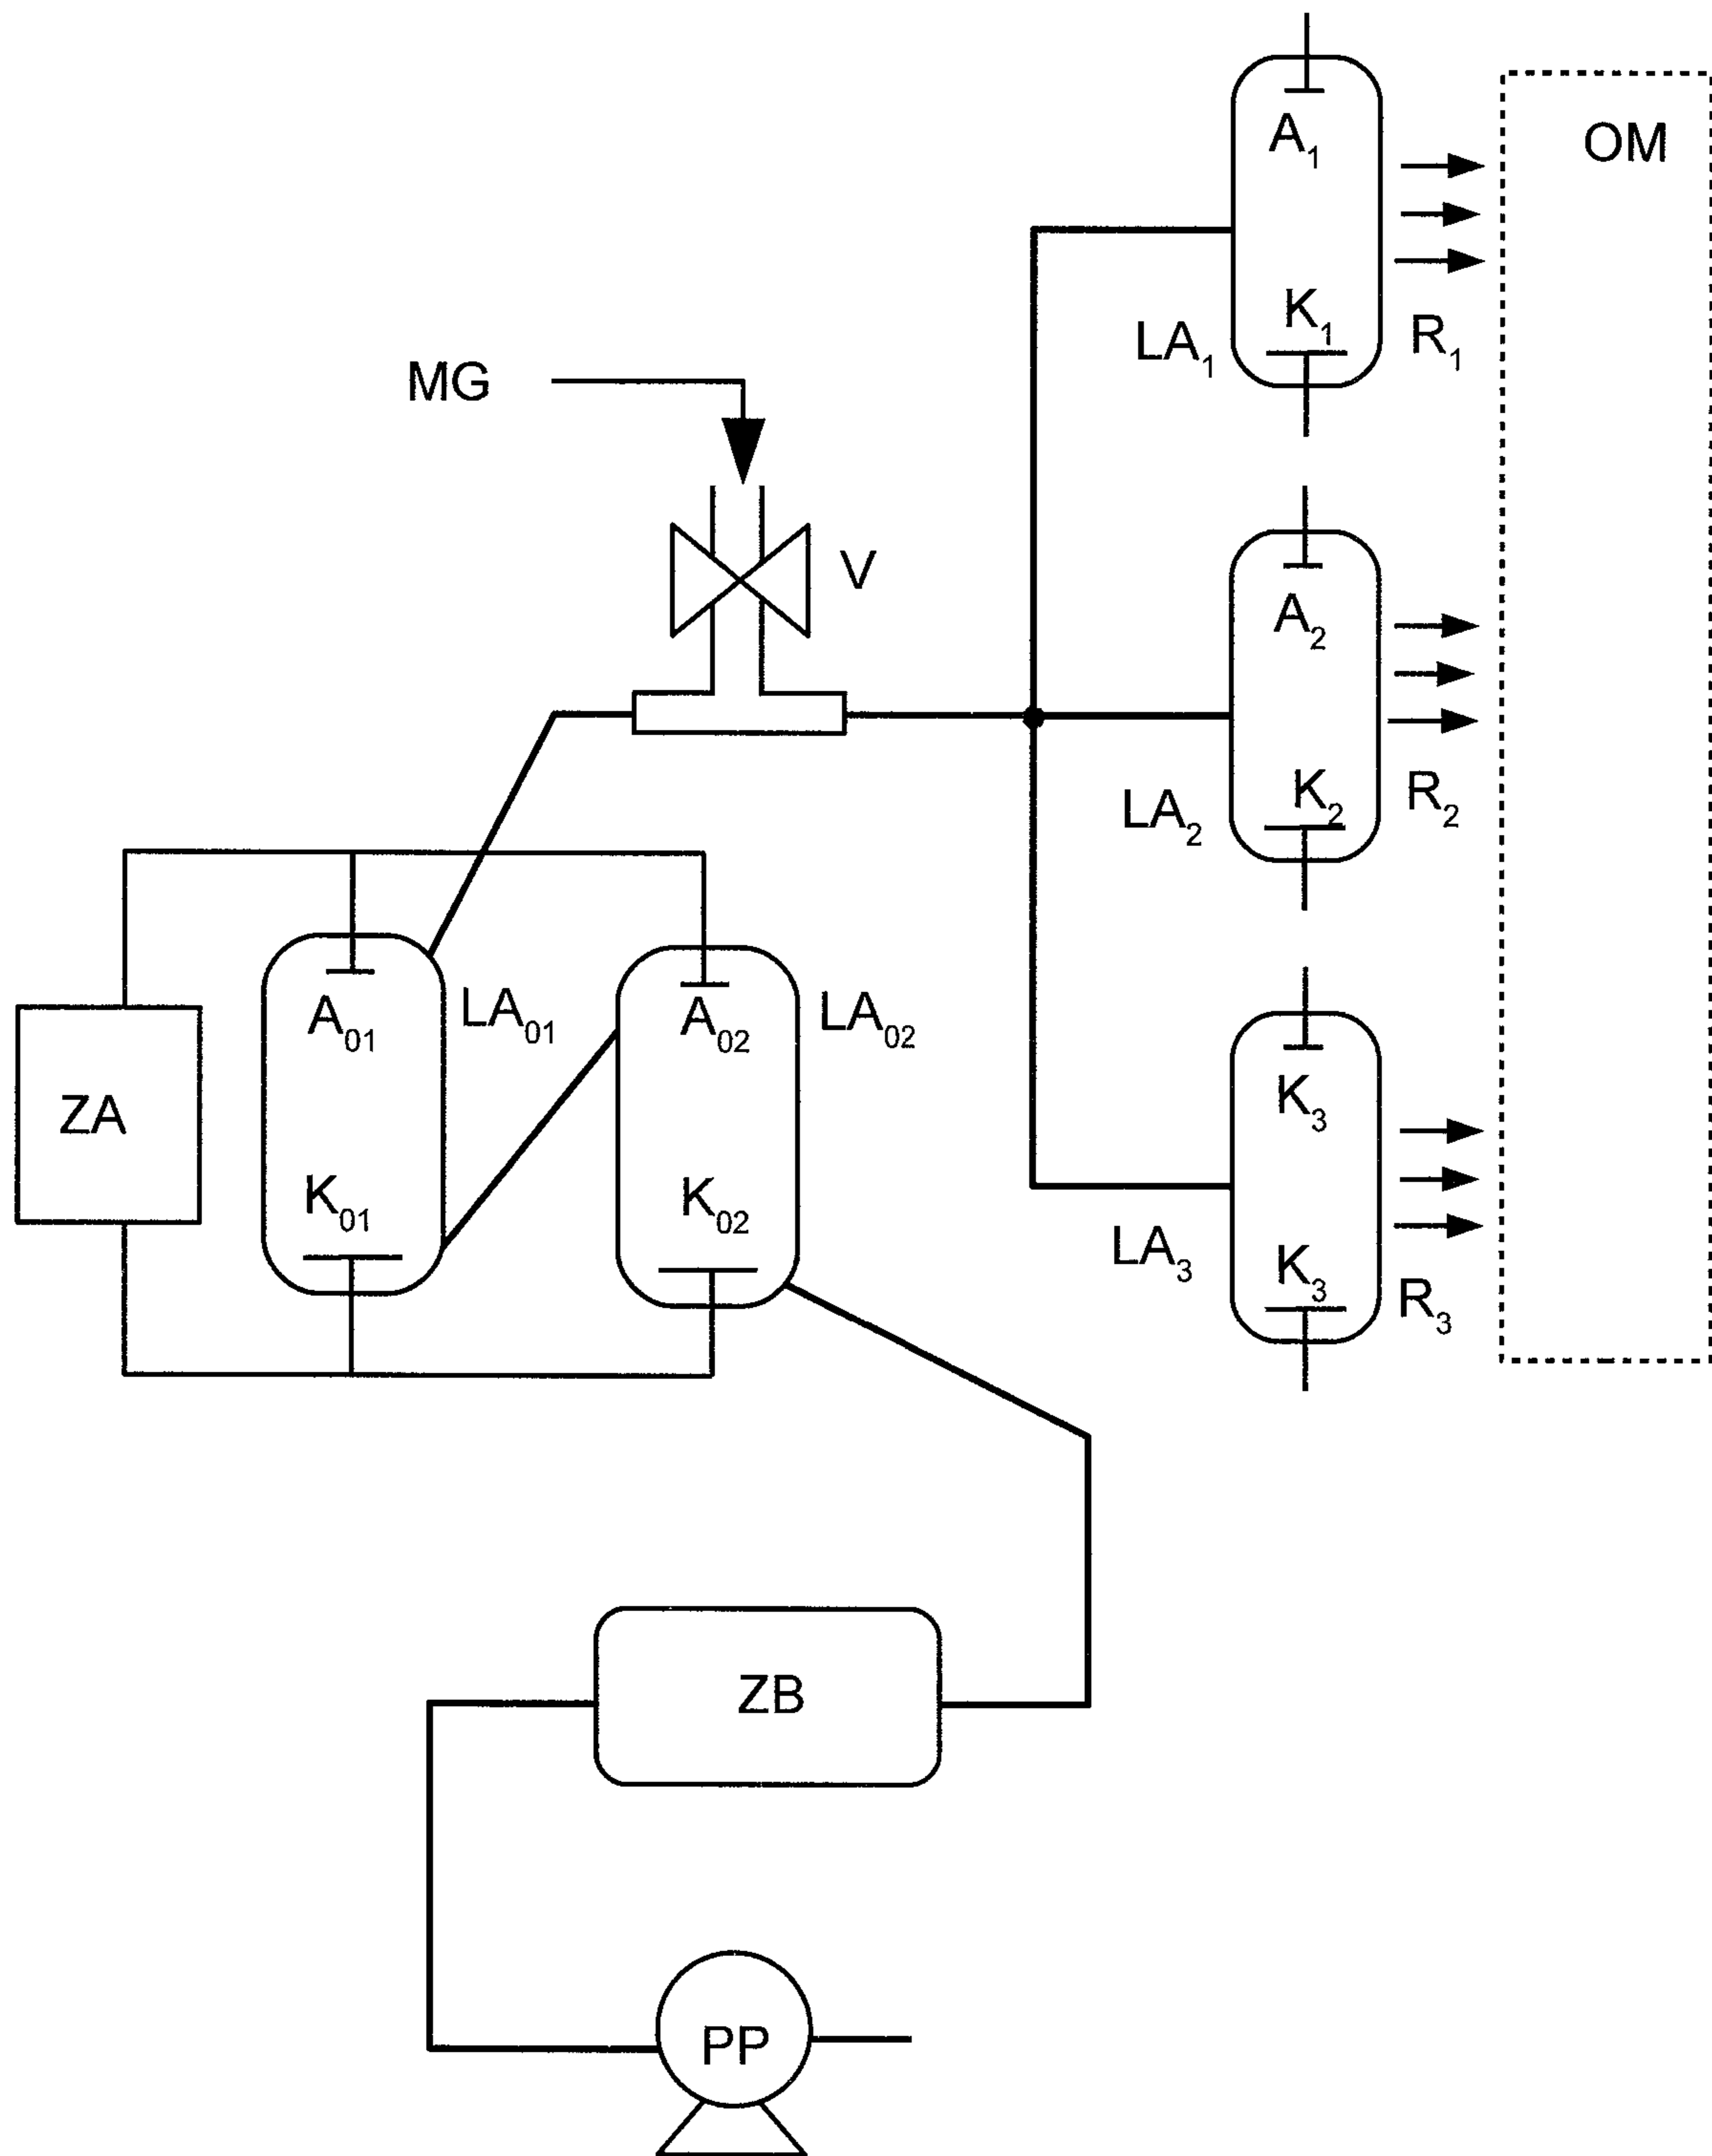 A₁
OM
K₁
LA₁
R₁
MG
V
A₂
K₂
LA₂
R₂
A₀₁
LA₀₁
A₀₂
LA₀₂
ZA
K₀₁
K₀₂
K₃
LA₃
K₃
R₃
ZB
PP